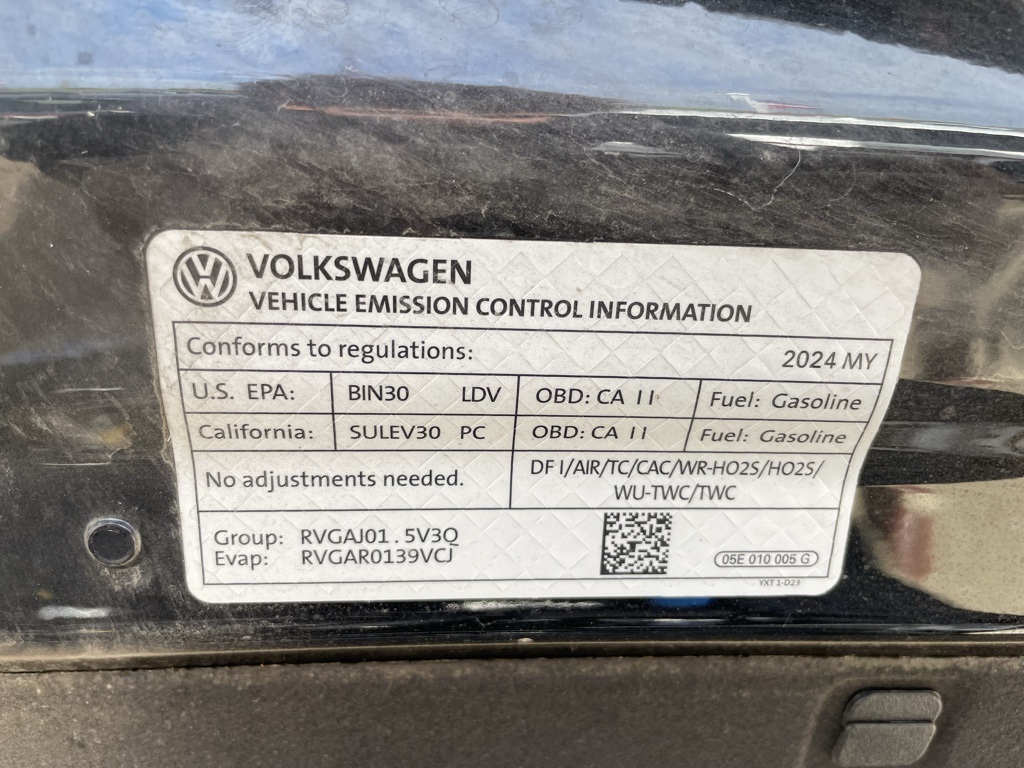 VOLKSWAGEN
VEHICLE EMISSION CONTROL INFORMATION
Conforms to regulations: 2024 MY
U.S. EPA: BIN30 LDV OBD: CA II Fuel: Gasoline
California: SULEV30 PC OBD: CA II Fuel: Gasoline
No adjustments needed. DFI/AIR/TC/CAC/WR-HO2S/HO2S/
WU-TWC/TWC
Group: RVGAJ01.5V3Q
Evap: RVGAR0139VCJ
05E 010 005 G
YXT 1-D23